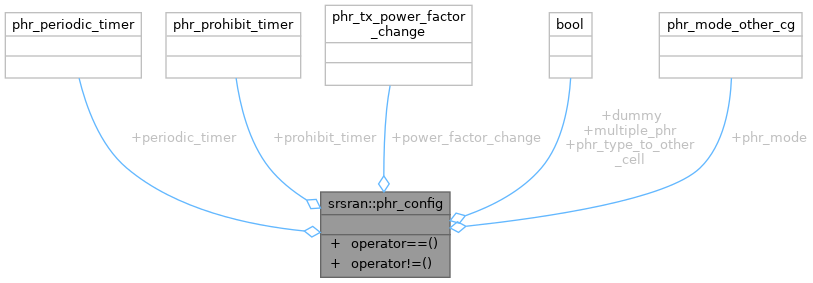 phr_periodic_timer
phr_prohibit_timer
phr_tx_power_factor
_change
bool
phr_mode_other_cg
+periodic_timer
+prohibit_timer
+power_factor_change
+dummy
+multiple_phr
+phr_type_to_other
_cell
+phr_mode
srsran::phr_config
+ operator==()
+ operator!=()